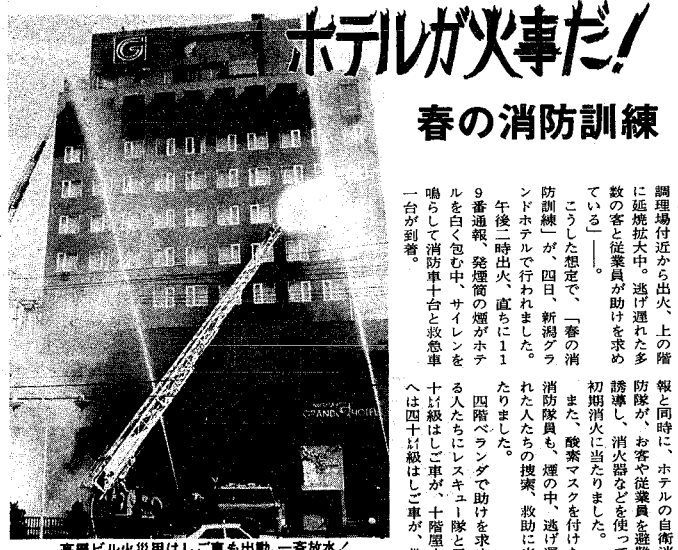 ホテルが火事だ！
春の消防訓練
調理場付近から出火、上の階
に延焼拡大中。逃げ遅れた多
数の客と従業員が助けを求め
ている」――。
こうした想定で、「春の消
防訓練」が、四日、新潟グラ
ンドホテルで行われました。
午後二時出火、直ちに11
9番通報、発煙筒の煙がホテ
ルを白く包む中、サイレンを
鳴らして消防車十台と救急車
一台が到着。
報と同時に、ホテルの自衛消
防隊が、お客や従業員を避難
誘導し、消火器などを使って
初期消火に当たりました。
また、酸素マスクを付け
消防隊員も、煙の中、逃げ遅
れた人たちの捜索、救助に
たりました。
四階ベランダで助けを求
る人たちにレスキュー隊と
十㍍級はしご車が、十階屋
へは四十㍍級はしご車が、
高層ビル火災用はしご車も出動、一斉放水／
G
GRAND HOTEL